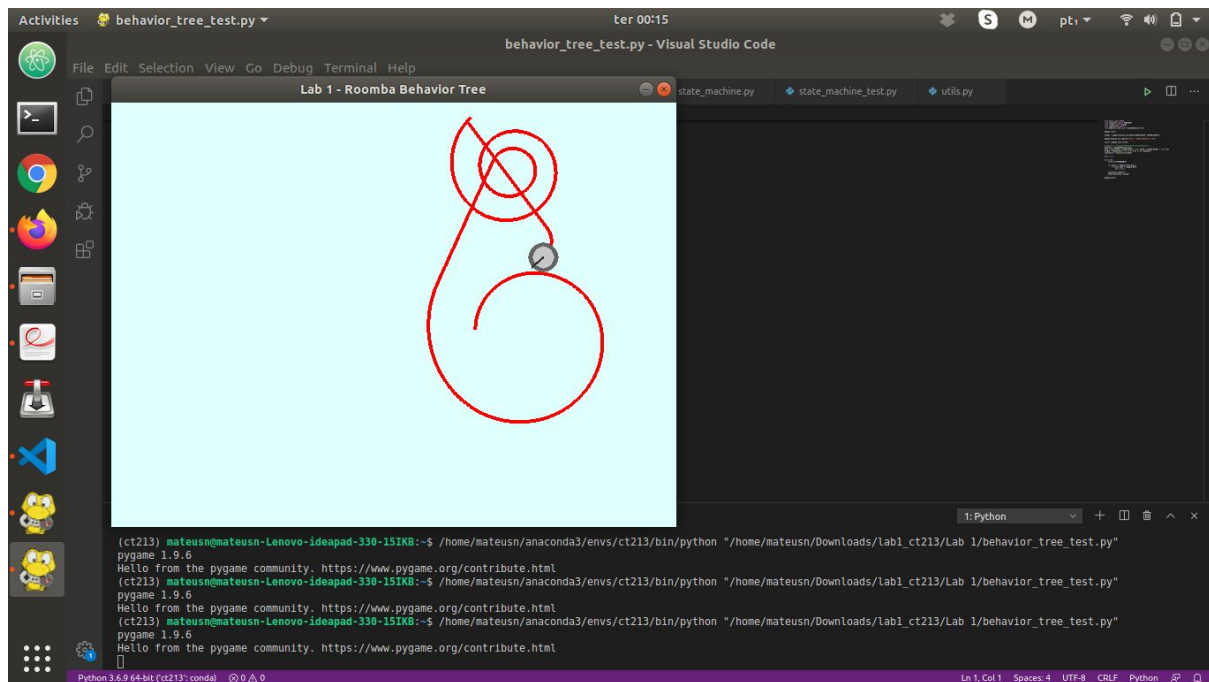 Activities behavior_tree_test.py ter 00:15 S M pt₁
behavior_tree_test.py - Visual Studio Code
File Edit Selection View Go Debug Terminal Help
Lab 1 - Roomba Behavior Tree
state_machine.py state_machine_test.py utils.py
1: Python
(ct213) mateusn@mateusn-Lenovo-ideapad-330-15IKB:~$ /home/mateusn/anaconda3/envs/ct213/bin/python "/home/mateusn/Downloads/lab1_ct213/Lab 1/behavior_tree_test.py"
pygame 1.9.6
Hello from the pygame community. https://www.pygame.org/contribute.html
(ct213) mateusn@mateusn-Lenovo-ideapad-330-15IKB:~$ /home/mateusn/anaconda3/envs/ct213/bin/python "/home/mateusn/Downloads/lab1_ct213/Lab 1/behavior_tree_test.py"
pygame 1.9.6
Hello from the pygame community. https://www.pygame.org/contribute.html
(ct213) mateusn@mateusn-Lenovo-ideapad-330-15IKB:~$ /home/mateusn/anaconda3/envs/ct213/bin/python "/home/mateusn/Downloads/lab1_ct213/Lab 1/behavior_tree_test.py"
pygame 1.9.6
Hello from the pygame community. https://www.pygame.org/contribute.html
Python 3.6.9 64-bit ('ct213': conda) 0 0 Ln 1, Col 1 Spaces: 4 UTF-8 CRLF Python